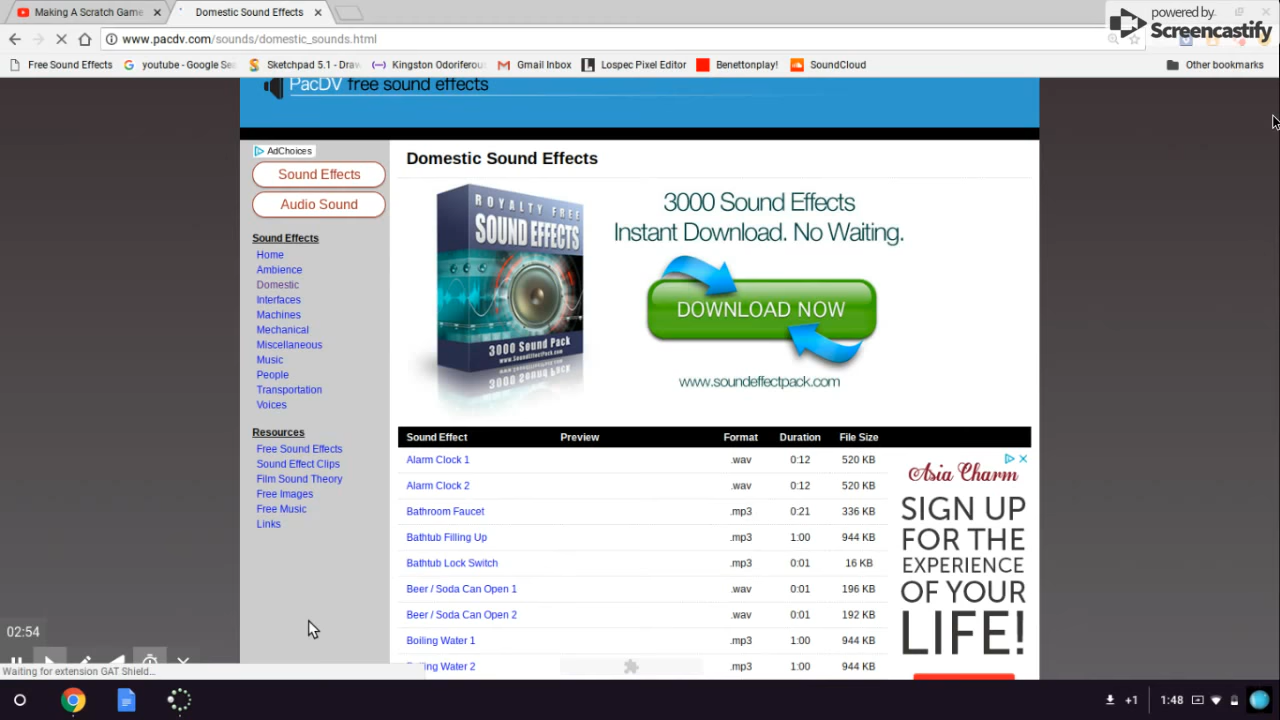 Making A Scratch Game
Domestic Sound Effects
powered by
Screencastify
www.pacdv.com/sounds/domestic_sounds.html
Free Sound Effects
youtube - Google Se
Sketchpad 5.1 - Draw
Kingston Odoriferou
Gmail Inbox
Lospec Pixel Editor
Benettonplay!
SoundCloud
Other bookmarks
PacDV free sound effects
AdChoices
Sound Effects
Audio Sound
Sound Effects
Home
Ambience
Domestic
Interfaces
Machines
Mechanical
Miscellaneous
Music
People
Transportation
Voices
Resources
Free Sound Effects
Sound Effect Clips
Film Sound Theory
Free Images
Free Music
Links
Domestic Sound Effects
ROYALTY FREE
SOUND EFFECTS
3000 Sound Pack
www.SoundEffectPack.com
3000 Sound Effects
Instant Download. No Waiting.
DOWNLOAD NOW
www.soundeffectpack.com
Sound Effect Preview Format Duration File Size
Alarm Clock 1 .wav 0:12 520 KB
Alarm Clock 2 .wav 0:12 520 KB
Bathroom Faucet .mp3 0:21 336 KB
Bathtub Filling Up .mp3 1:00 944 KB
Bathtub Lock Switch .mp3 0:01 16 KB
Beer / Soda Can Open 1 .wav 0:01 196 KB
Beer / Soda Can Open 2 .wav 0:01 192 KB
Boiling Water 1 .mp3 1:00 944 KB
Boiling Water 2 .mp3 1:00 944 KB
Asia Charm
SIGN UP
FOR THE
EXPERIENCE
OF YOUR
LIFE!
02:54
Waiting for extension GAT Shield...
+1 1:48